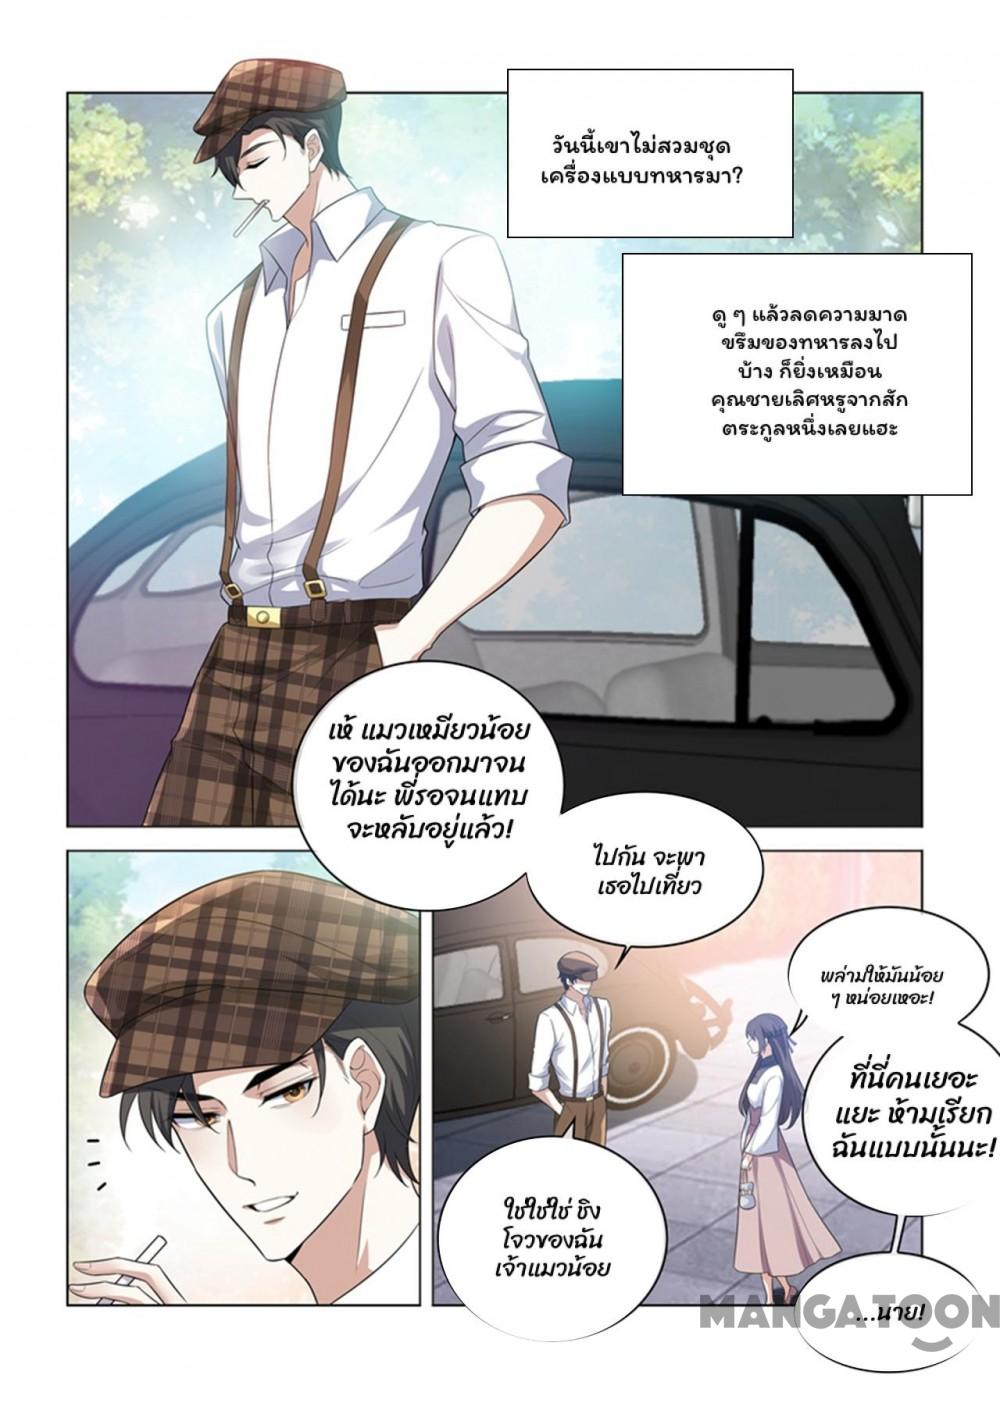 วันนี้เขาไม่สวมชุด
เครื่องแบบทหารมา?
ดู ๆ แล้วลดความมาด
ขรึมของทหารลงไป
บ้าง ก็ยิ่งเหมือน
คุณชายเลิศหรูจากสัก
ตระกูลหนึ่งเลยแฮะ
เห้ แมวเหมียวน้อย
ของฉันออกมาจน
ได้นะ พี่รอจนแทบ
จะหลับอยู่แล้ว!
ไปกัน จะพา
เธอไปเที่ยว
พล่ามให้มันน้อย
ๆ หน่อยเหอะ!
ที่นี่คนเยอะ
แยะ ห้ามเรียก
ฉันแบบนั้นนะ!
ใช่ใช่ใช่ ชิง
โจวของฉัน
เจ้าแมวน้อย
...นาย!
MANGATOON